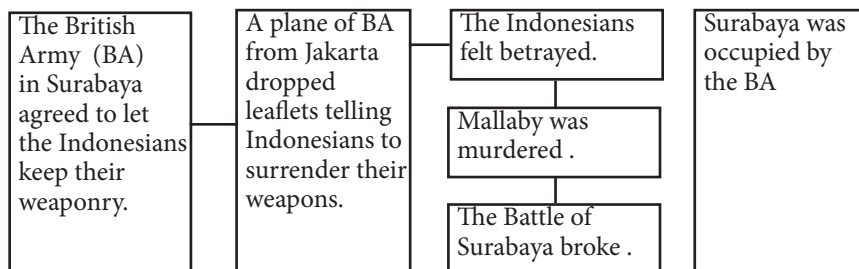 The British
Army (BA)
in Surabaya
agreed to let
the Indonesians
keep their
weaponry.
A plane of BA
from Jakarta
dropped
leaflets telling
Indonesians to
surrender their
weapons.
The Indonesians
felt betrayed.
Mallaby was
murdered .
The Battle of
Surabaya broke .
Surabaya was
occupied by
the BA